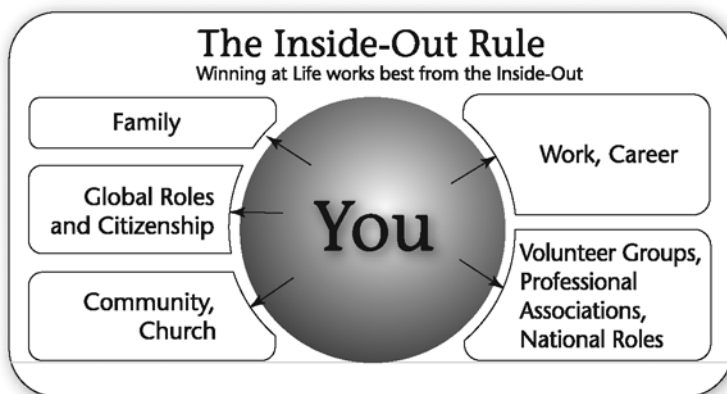 The Inside-Out Rule
Winning at Life works best from the Inside-Out
Family
Global Roles
and Citizenship
Community,
Church
You
Work, Career
Volunteer Groups,
Professional
Associations,
National Roles